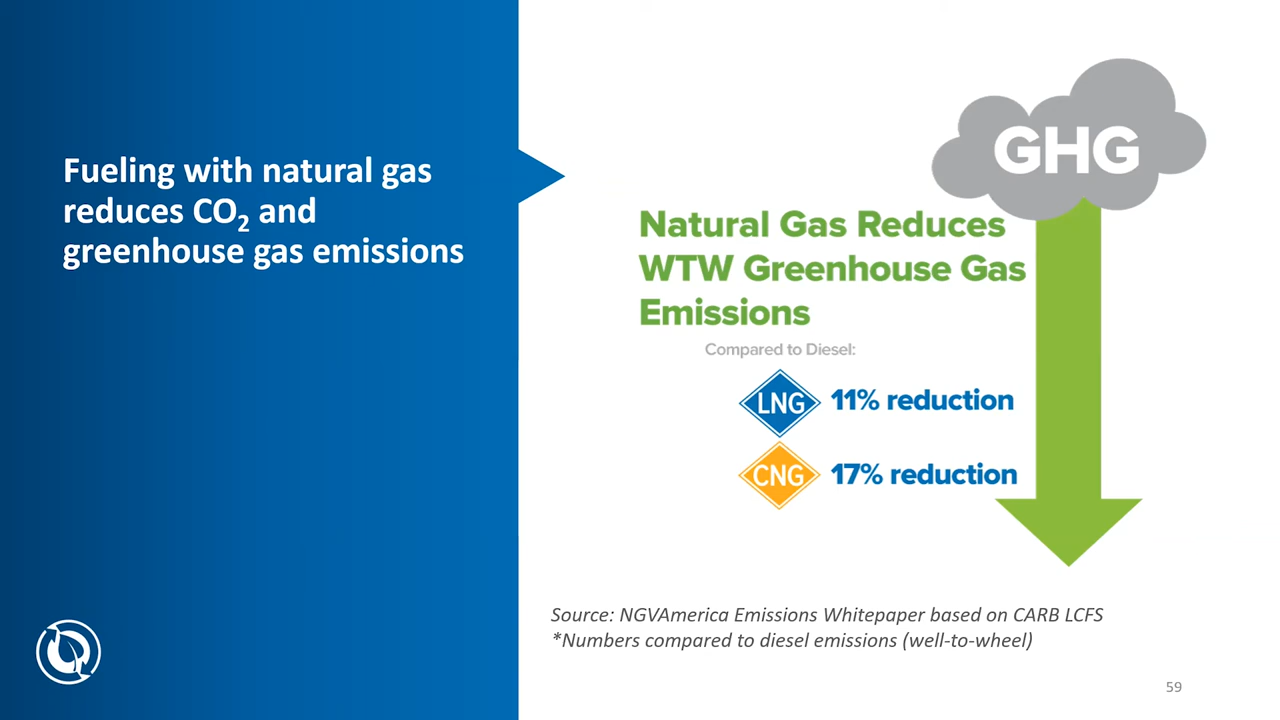 Fueling with natural gas
reduces CO₂ and
greenhouse gas emissions
GHG
Natural Gas Reduces
WTW Greenhouse Gas
Emissions
Compared to Diesel:
LNG 11% reduction
CNG 17% reduction
Source: NGVAmerica Emissions Whitepaper based on CARB LCFS
*Numbers compared to diesel emissions (well-to-wheel)
59